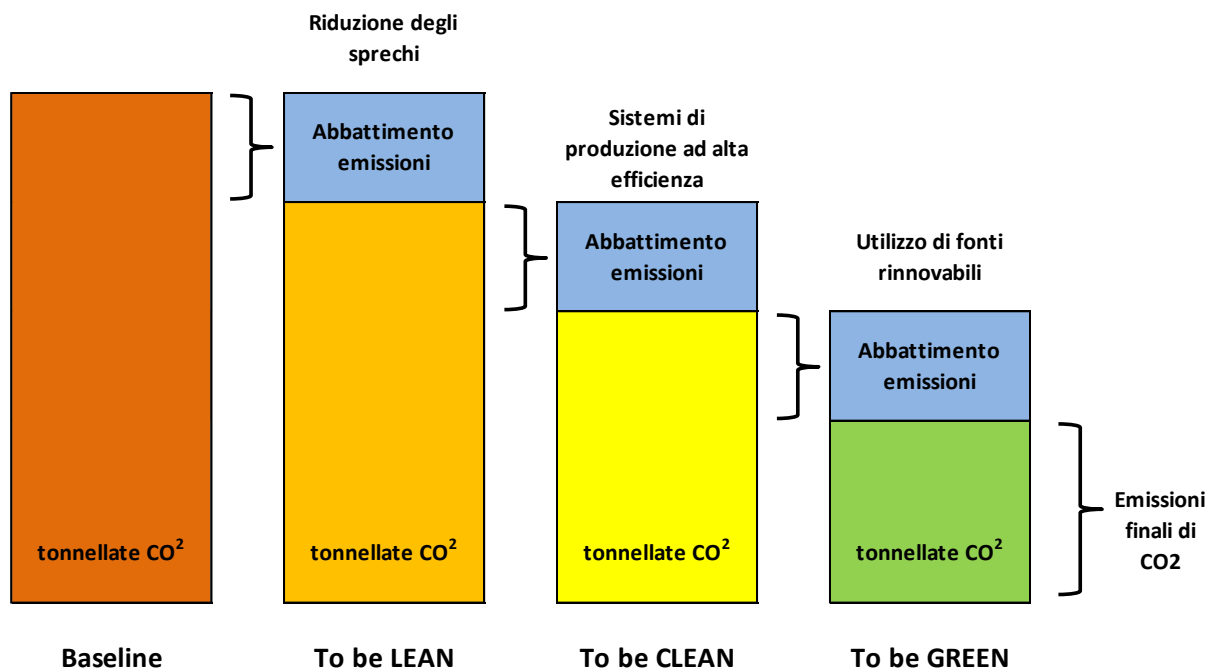 Riduzione degli
sprechi
Abbattimento
emissioni
Sistemi di
produzione ad alta
efficienza
Abbattimento
emissioni
Utilizzo di fonti
rinnovabili
Abbattimento
emissioni
tonnellate CO²
tonnellate CO²
tonnellate CO²
tonnellate CO²
Emissioni
finali di
CO2
Baseline
To be LEAN
To be CLEAN
To be GREEN